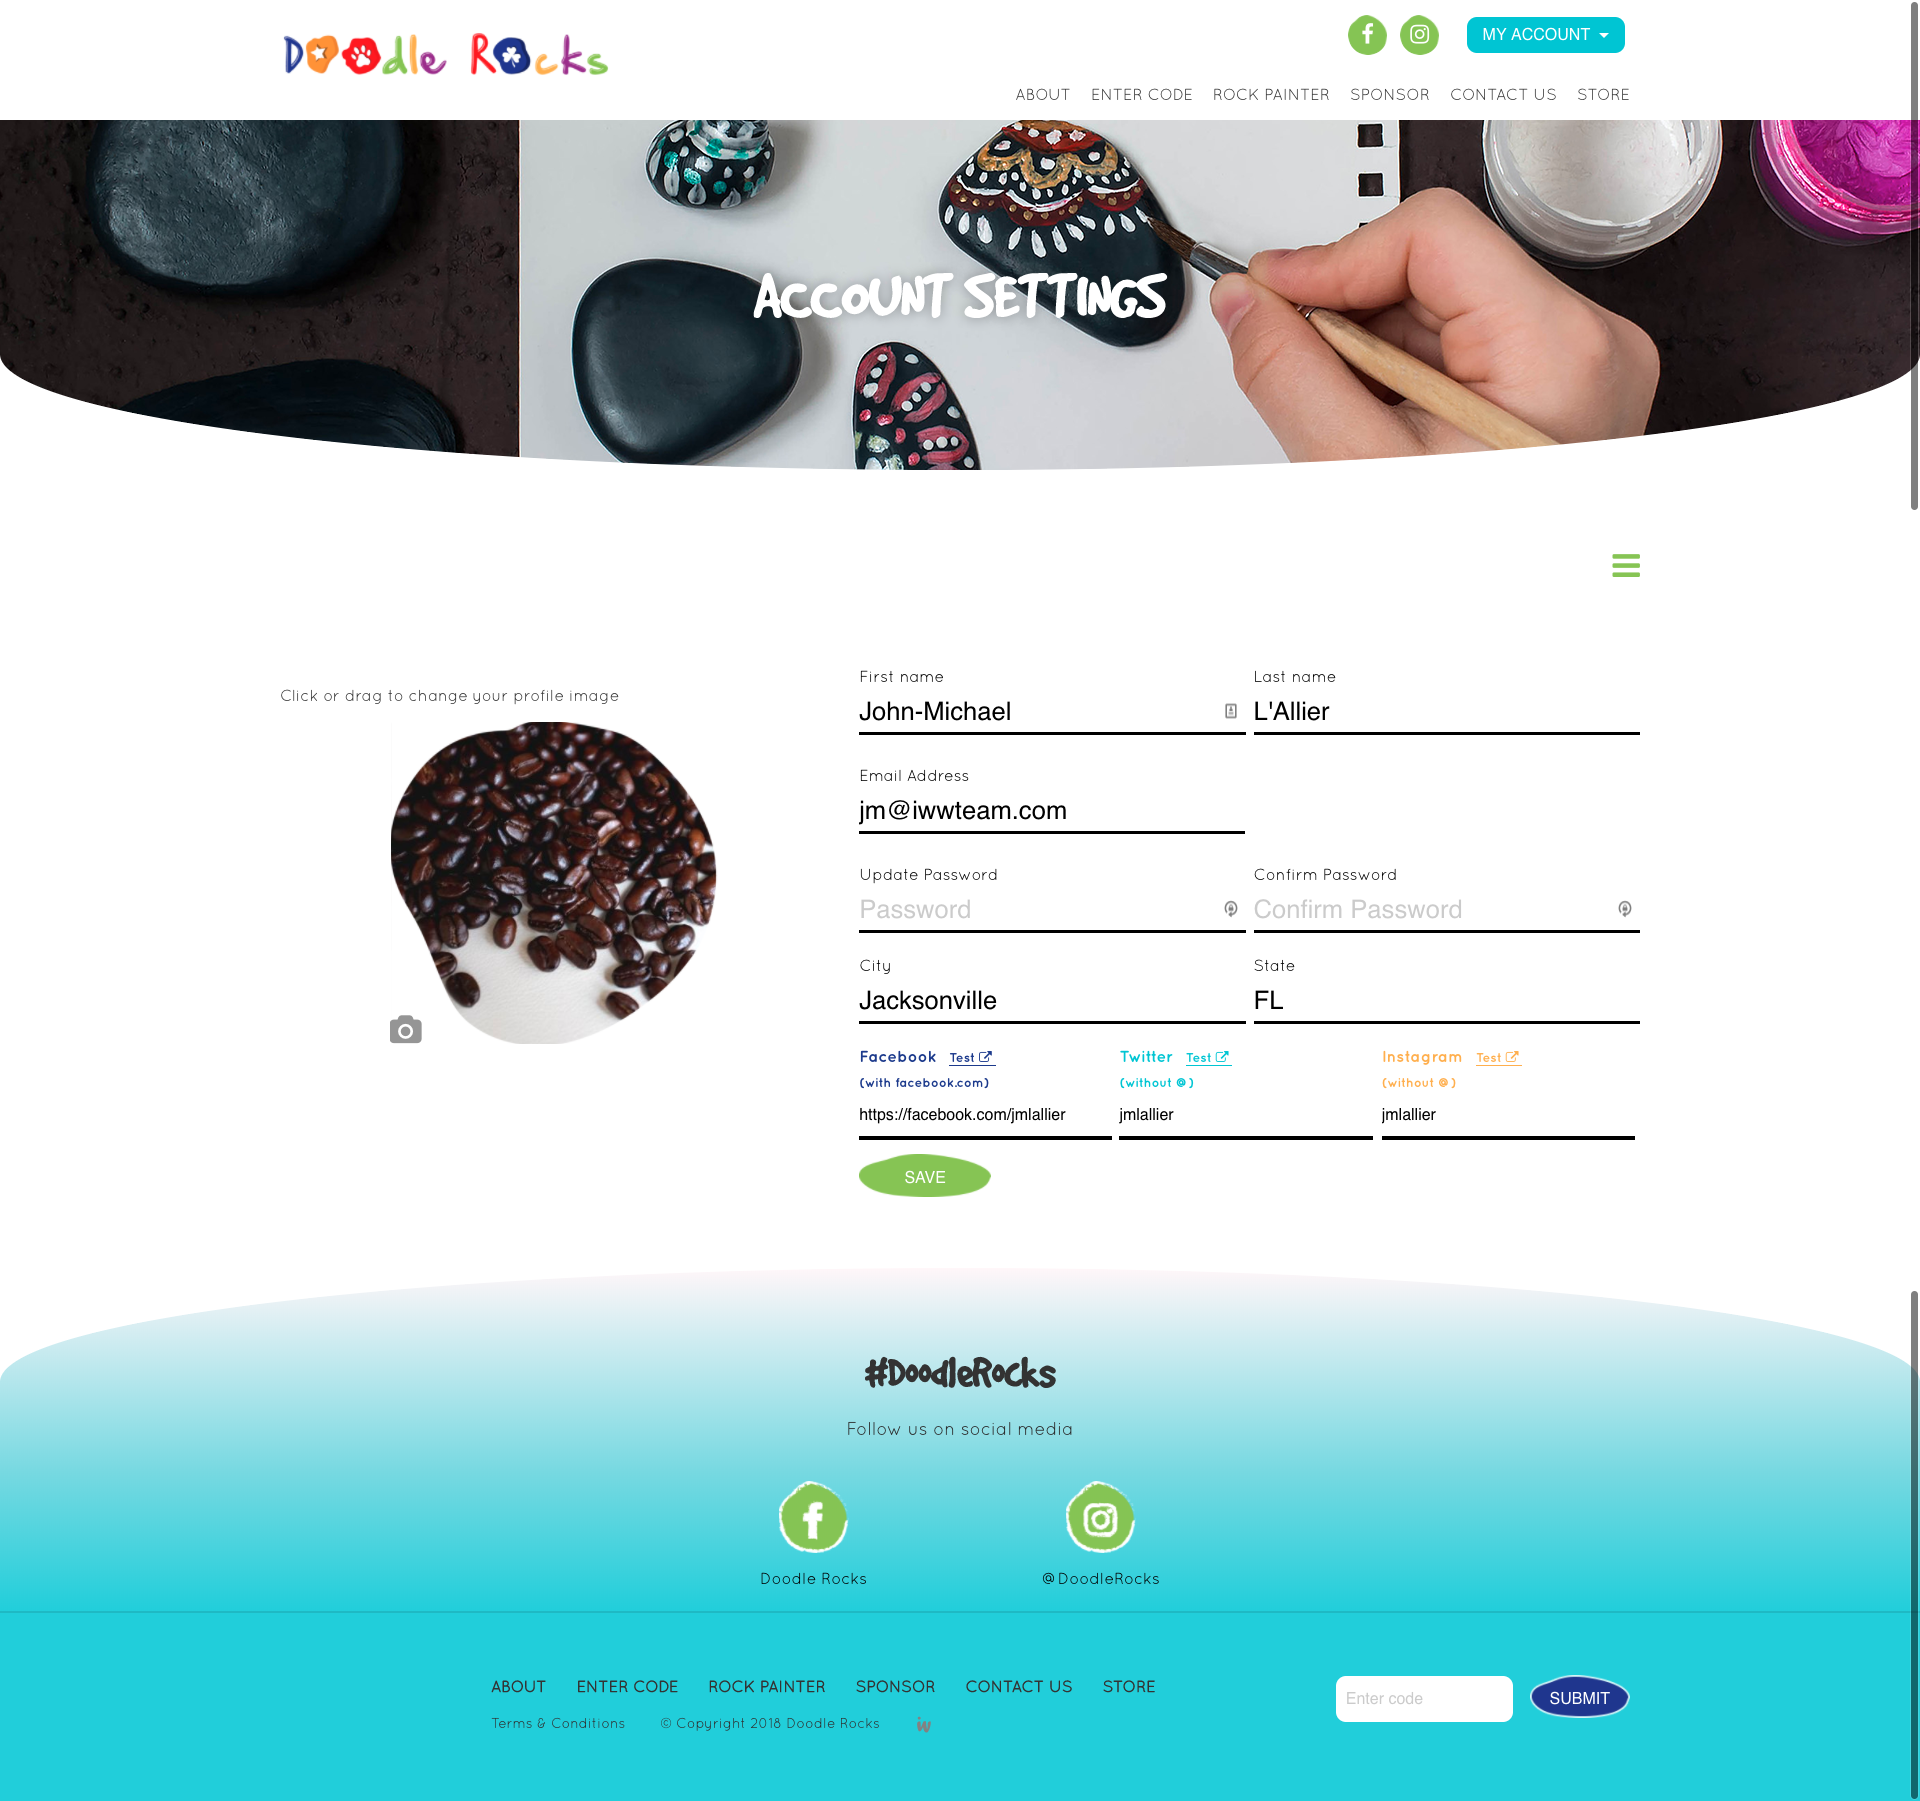 Doodle Rocks
MY ACCOUNT
ABOUT ENTER CODE ROCK PAINTER SPONSOR CONTACT US STORE
ACCOUNT SETTINGS
Click or drag to change your profile image
First name Last name
John-Michael L'Allier
Email Address
jm@iwwteam.com
Update Password Confirm Password
Password Confirm Password
City State
Jacksonville FL
Facebook Test Twitter Test Instagram Test
(with facebook.com) (without @) (without @)
https://facebook.com/jmlallier jmlallier jmlallier
SAVE
#DoodleRocks
Follow us on social media
Doodle Rocks @DoodleRocks
ABOUT ENTER CODE ROCK PAINTER SPONSOR CONTACT US STORE
Enter code SUBMIT
Terms & Conditions © Copyright 2018 Doodle Rocks iw